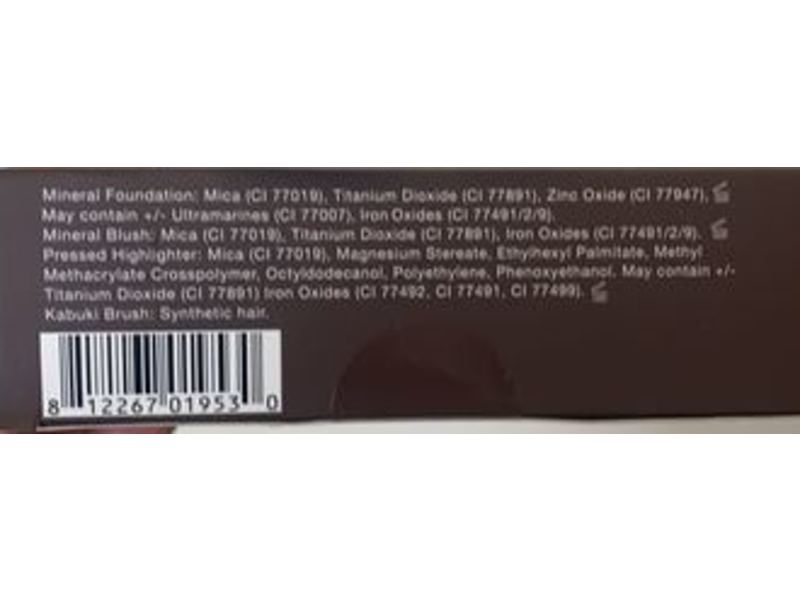 Mineral Foundation: Mica (CI 77019), Titanium Dioxide (CI 77891), Zinc Oxide (CI 77947),
May contain +/- Ultramarines (CI 77007), Iron Oxides (CI 77491/2/9).
Mineral Blush: Mica (CI 77019), Titanium Dioxide (CI 77891), Iron Oxides (CI 77491/2/9).
Pressed Highlighter: Mica (CI 77019), Magnesium Stereate, Ethylhexyl Palmitate, Methyl
Methacrylate Crosspolymer, Octyldodecanol, Polyethylene, Phenoxyethanol. May contain +/-
Titanium Dioxide (CI 77891) Iron Oxides (CI 77492, CI 77491, CI 77499).
Kabuki Brush: Synthetic hair.
8 12267 01953 0